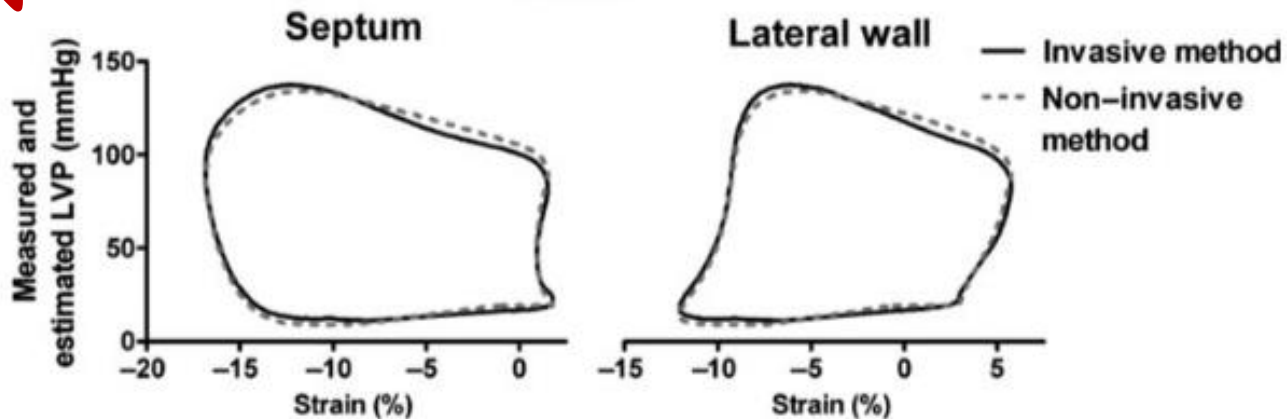 Septum
Lateral wall
Invasive method
Non–invasive
method
Measured and
estimated LVP (mmHg)
150
100
50
0
–20 –15 –10 –5 0
Strain (%)
–15 –10 –5 0 5
Strain (%)